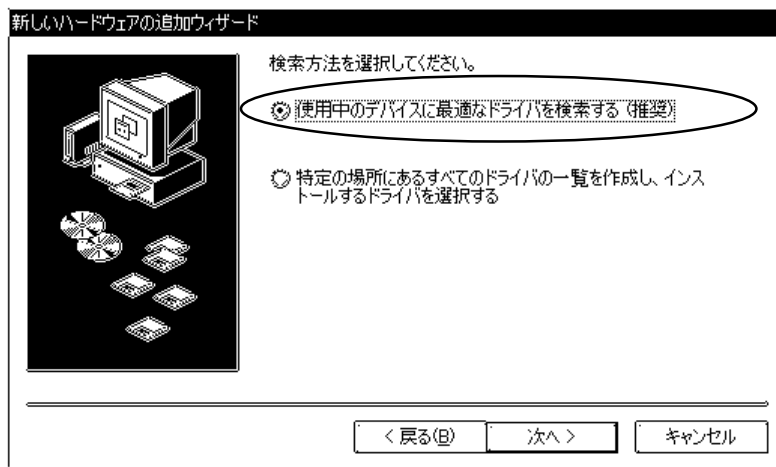 新しいハードウェアの追加ウィザード
検索方法を選択してください。
使用中のデバイスに最適なドライバを検索する (推奨)
特定の場所にあるすべてのドライバの一覧を作成し、インス
トールするドライバを選択する
< 戻る(B)
次へ >
キャンセル